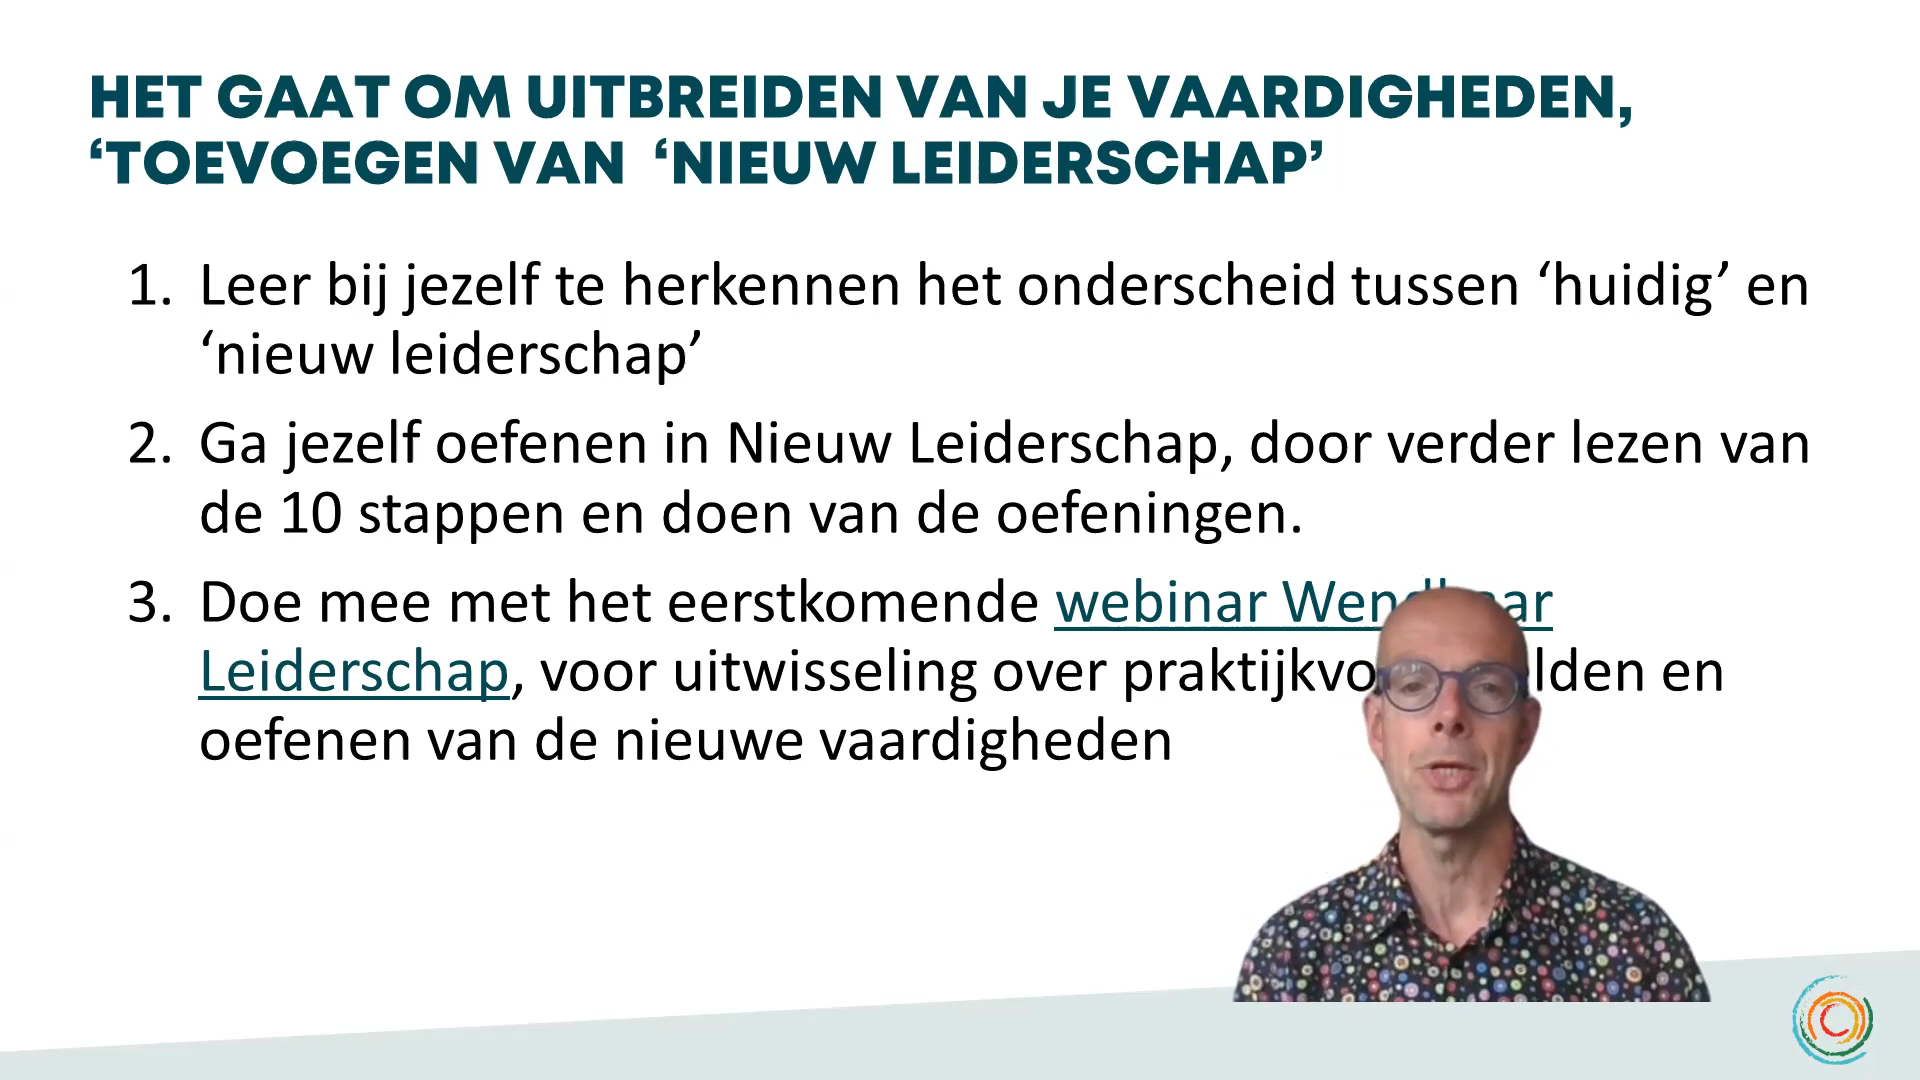 HET GAAT OM UITBREIDEN VAN JE VAARDIGHEDEN,
‘TOEVOEGEN VAN ‘NIEUW LEIDERSCHAP’
1. Leer bij jezelf te herkennen het onderscheid tussen ‘huidig’ en
‘nieuw leiderschap’
2. Ga jezelf oefenen in Nieuw Leiderschap, door verder lezen van
de 10 stappen en doen van de oefeningen.
3. Doe mee met het eerstkomende webinar
Leiderschap, voor uitwisseling over en
oefenen van de nieuwe vaardigheden